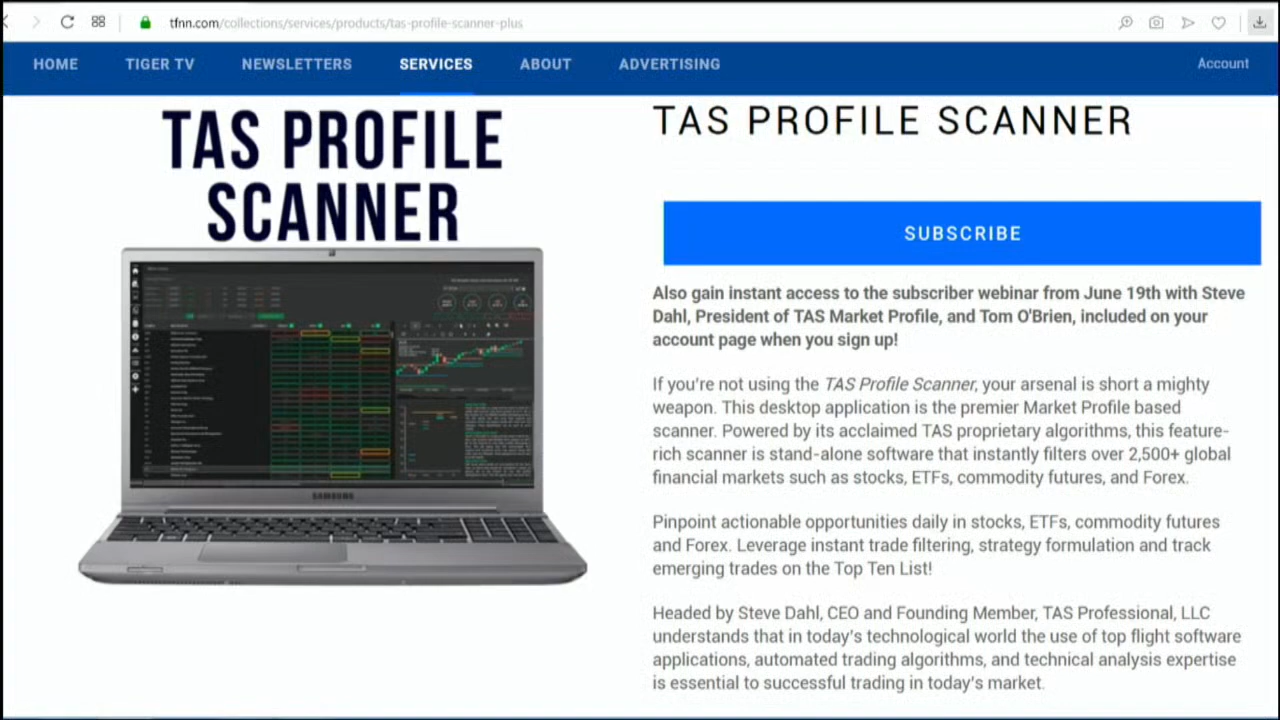 tfnn.com/collections/services/products/tas-profile-scanner-plus
HOME TIGER TV NEWSLETTERS SERVICES ABOUT ADVERTISING Account
TAS PROFILE
SCANNER
SAMSUNG
TAS PROFILE SCANNER
SUBSCRIBE
Also gain instant access to the subscriber webinar from June 19th with Steve
Dahl, President of TAS Market Profile, and Tom O'Brien, included on your
account page when you sign up!
If you're not using the TAS Profile Scanner, your arsenal is short a mighty
weapon. This desktop application is the premier Market Profile based
scanner. Powered by its acclaimed TAS proprietary algorithms, this feature-
rich scanner is stand-alone software that instantly filters over 2,500+ global
financial markets such as stocks, ETFs, commodity futures, and Forex.
Pinpoint actionable opportunities daily in stocks, ETFs, commodity futures
and Forex. Leverage instant trade filtering, strategy formulation and track
emerging trades on the Top Ten List!
Headed by Steve Dahl, CEO and Founding Member, TAS Professional, LLC
understands that in today's technological world the use of top flight software
applications, automated trading algorithms, and technical analysis expertise
is essential to successful trading in today's market.